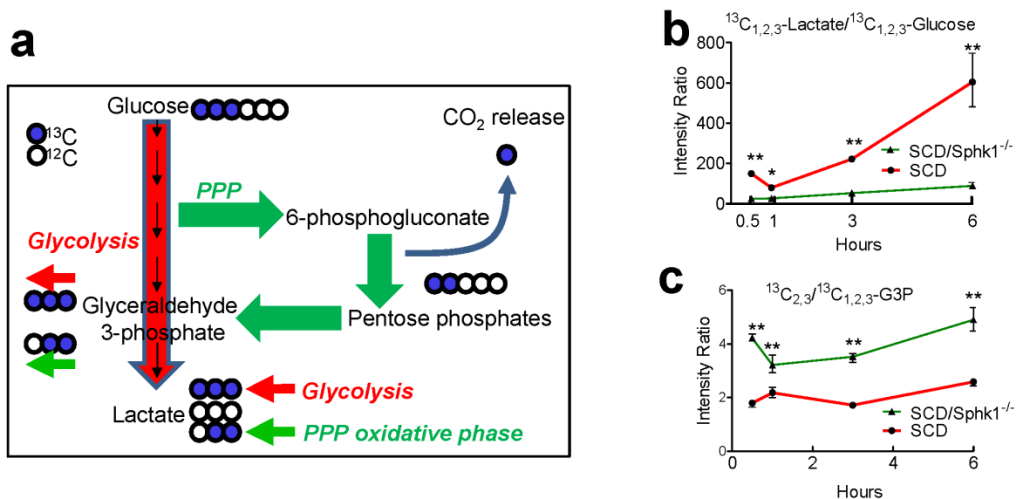 a
Glucose
¹³C
¹²C
CO₂ release
PPP
6-phosphogluconate
Glycolysis
Glyceraldehyde
3-phosphate
Pentose phosphates
Lactate
Glycolysis
PPP oxidative phase
b
¹³C₁,₂,₃-Lactate/¹³C₁,₂,₃-Glucose
Intensity Ratio
800
600
400
200
0
**
*
**
**
SCD/Sphk1⁻/⁻
SCD
0.5 1 3 6
Hours
c
¹³C₂,₃/¹³C₁,₂,₃-G3P
Intensity Ratio
6
4
2
0
**
**
**
**
SCD/Sphk1⁻/⁻
SCD
0 2 4 6
Hours